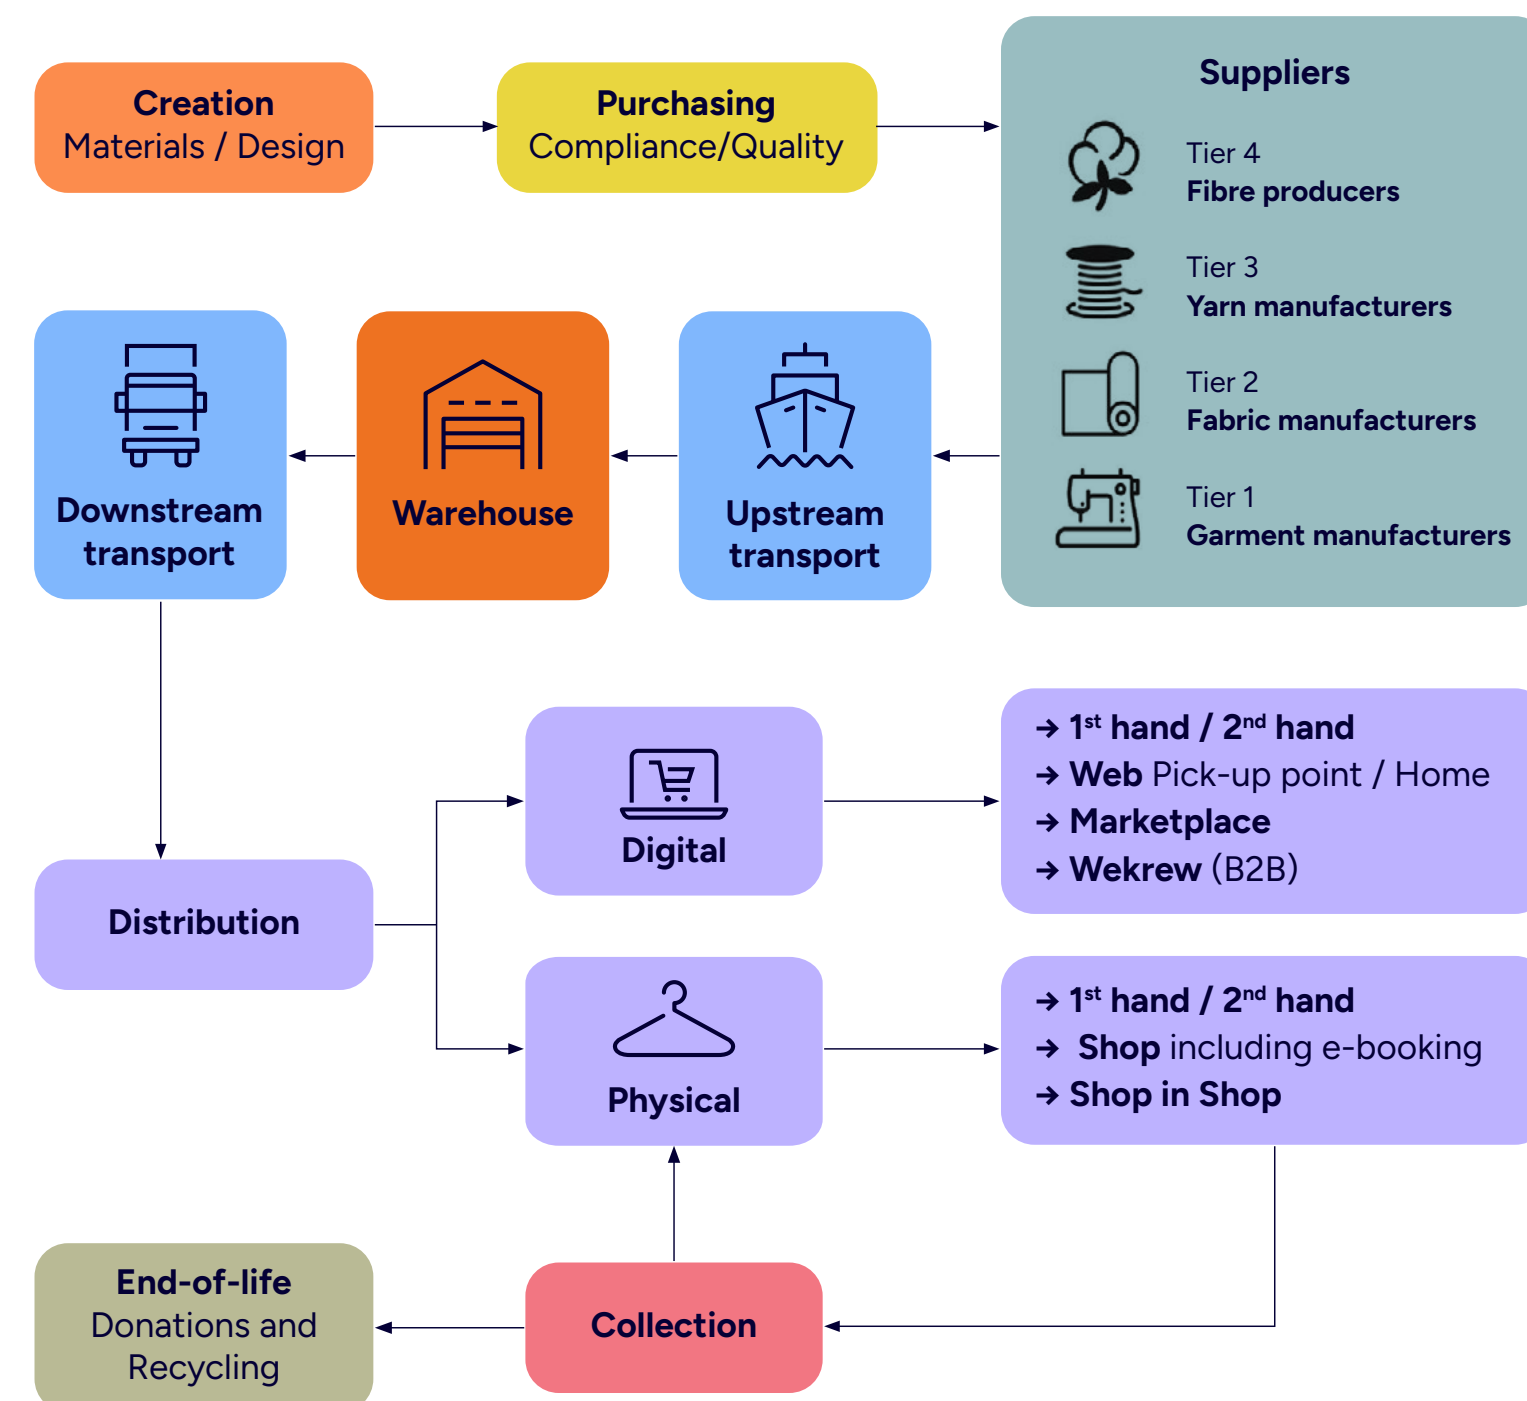 Creation
Materials / Design
Purchasing
Compliance/Quality
Suppliers
Tier 4
Fibre producers
Tier 3
Yarn manufacturers
Tier 2
Fabric manufacturers
Tier 1
Garment manufacturers
Downstream
transport
Warehouse
Upstream
transport
Distribution
Digital
→ 1st hand / 2nd hand
→ Web Pick-up point / Home
→ Marketplace
→ Wekrew (B2B)
Physical
→ 1st hand / 2nd hand
→ Shop including e-booking
→ Shop in Shop
End-of-life
Donations and
Recycling
Collection